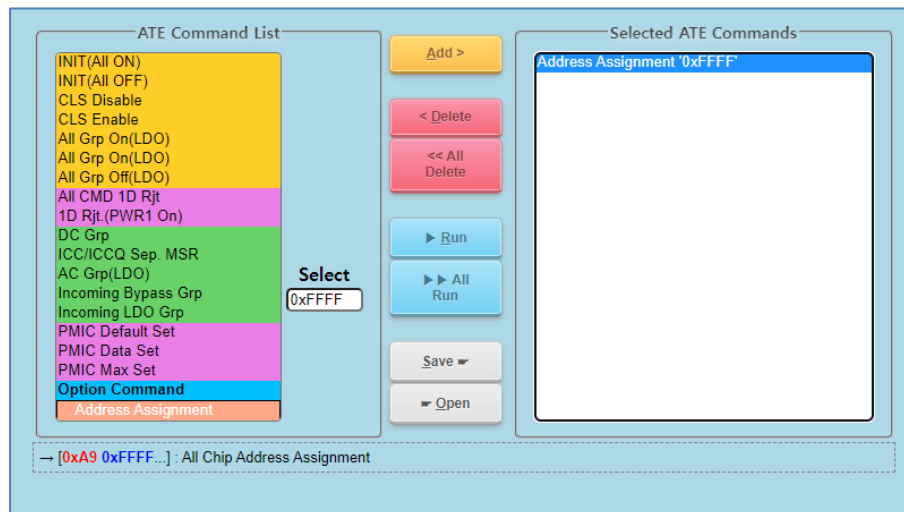 ATE Command List
INIT(All ON)
INIT(All OFF)
CLS Disable
CLS Enable
All Grp On(LDO)
All Grp On(LDO)
All Grp Off(LDO)
All CMD 1D Rjt
1D Rjt.(PWR1 On)
DC Grp
ICC/ICCQ Sep. MSR
AC Grp(LDO)
Incoming Bypass Grp
Incoming LDO Grp
PMIC Default Set
PMIC Data Set
PMIC Max Set
Option Command
Address Assignment
Select
0xFFFF
Add >
< Delete
<< All
Delete
▶ Run
▶▶ All
Run
Save ☛
☛ Open
Selected ATE Commands
Address Assignment '0xFFFF'
→ [0xA9 0xFFFF...] : All Chip Address Assignment